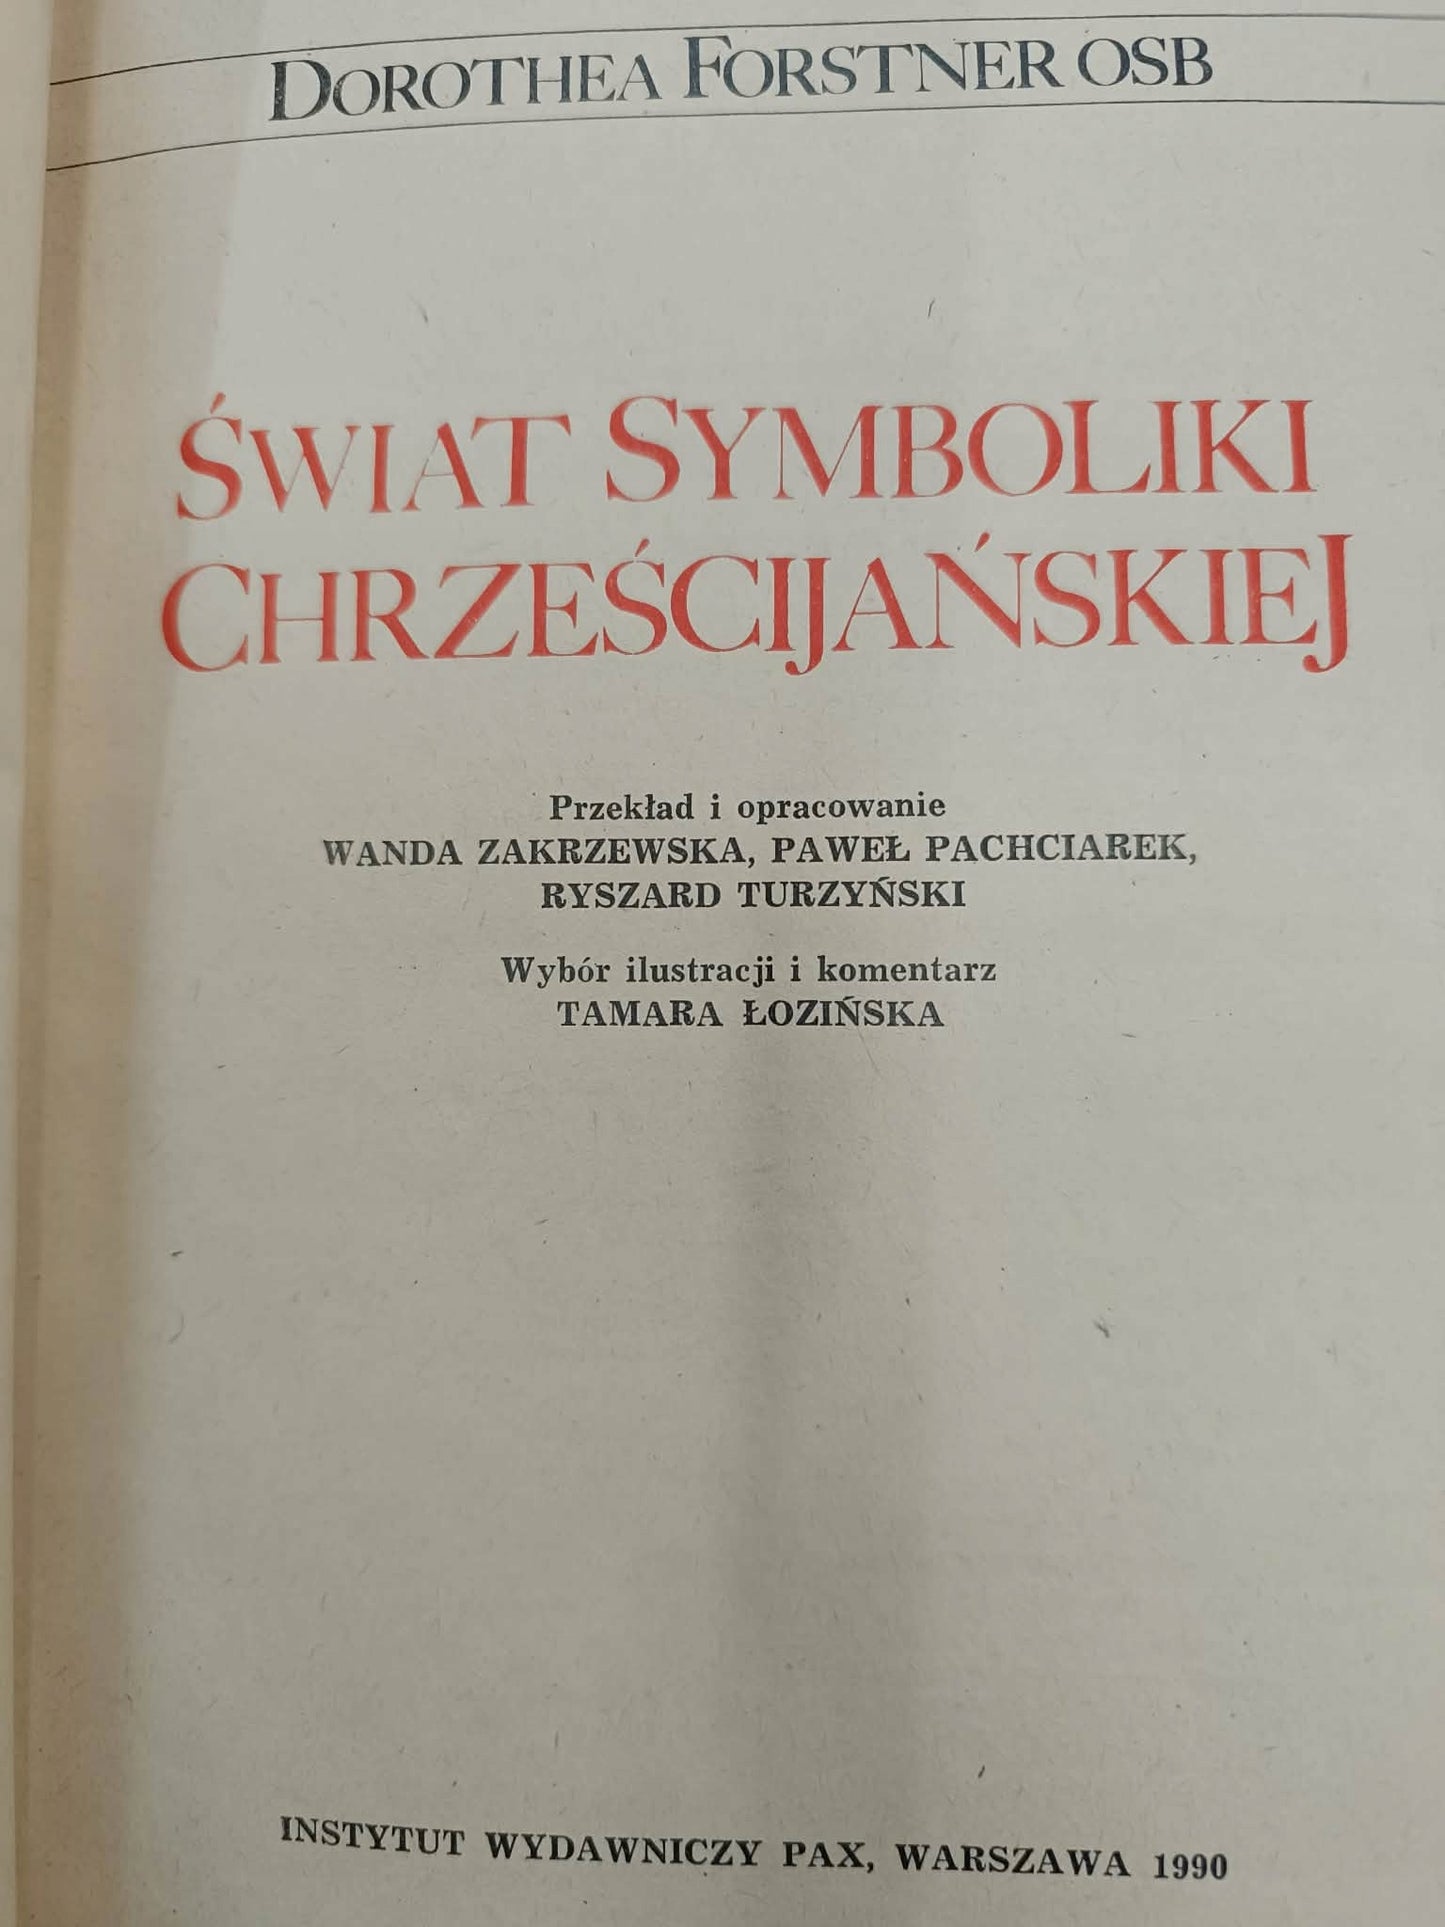 DOROTHEA FORSTNER OSB
ŚWIAT SYMBOLIKI
CHRZEŚCIJAŃSKIEJ
Przekład i opracowanie
WANDA ZAKRZEWSKA, PAWEŁ PACHCIAREK,
RYSZARD TURZYŃSKI
Wybór ilustracji i komentarz
TAMARA ŁOZIŃSKA
INSTYTUT WYDAWNICZY PAX, WARSZAWA 1990